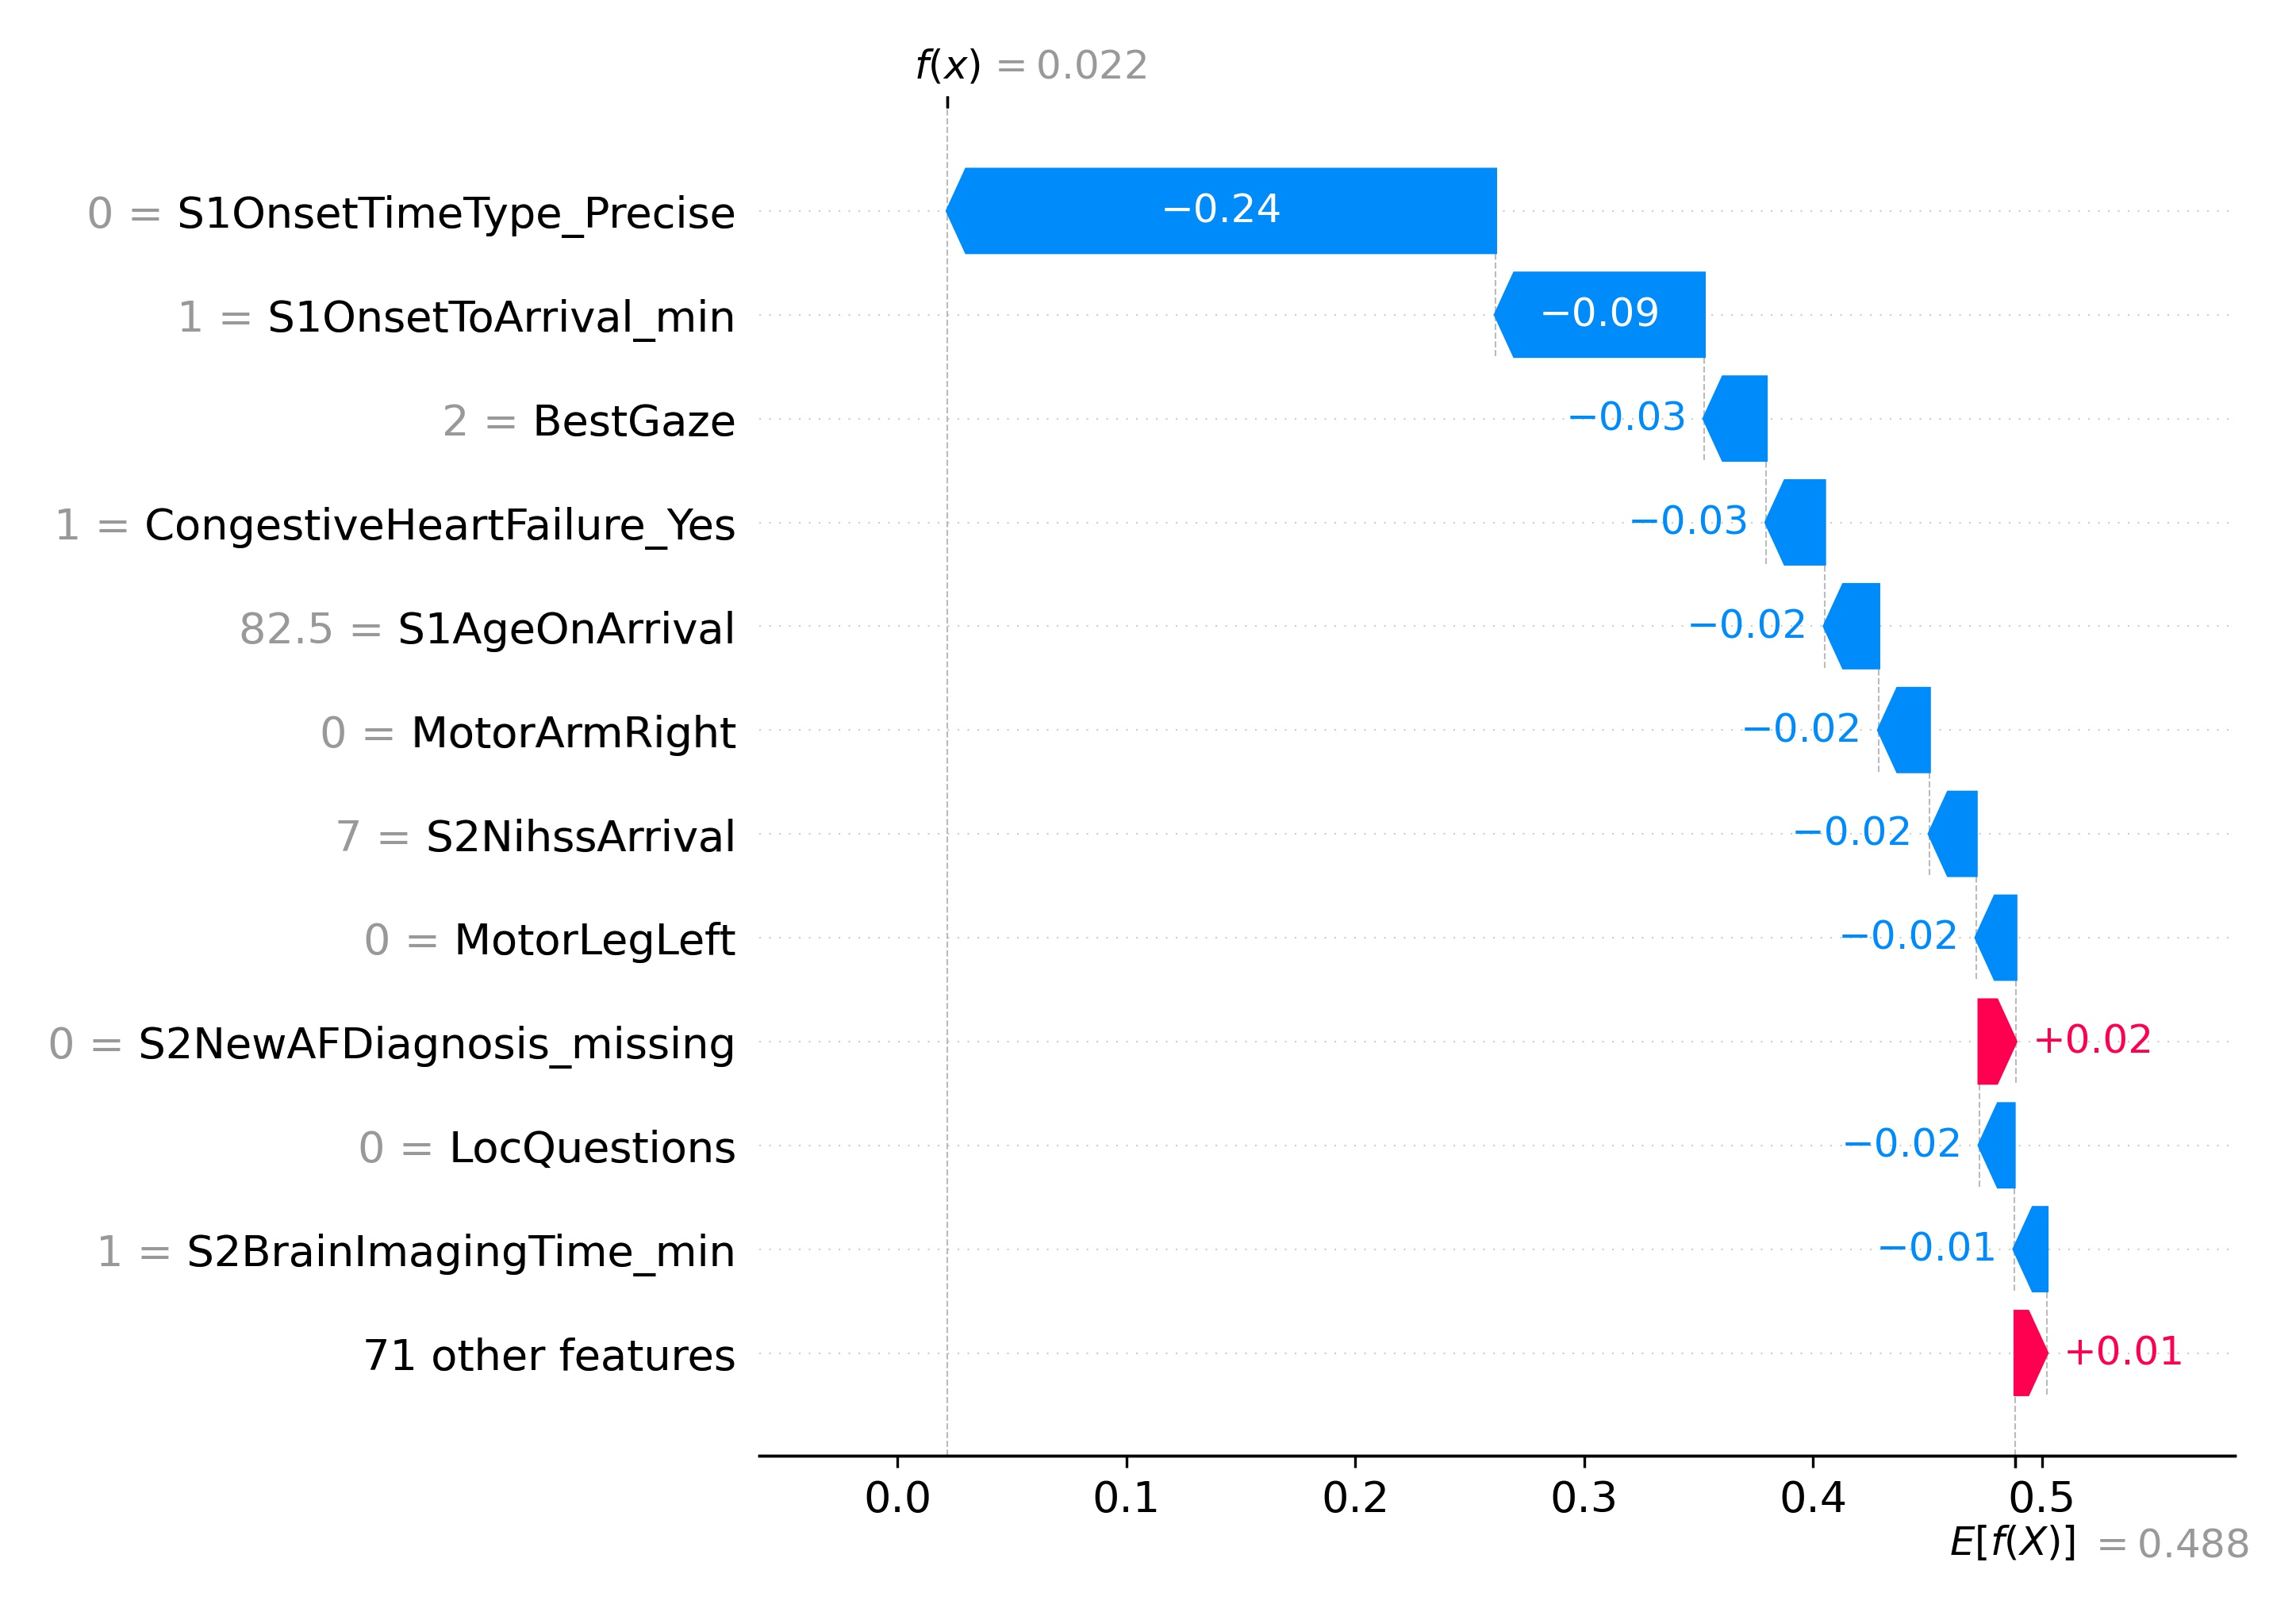 f(x) = 0.022
0 = S1OnsetTimeType_Precise −0.24
1 = S1OnsetToArrival_min −0.09
2 = BestGaze −0.03
1 = CongestiveHeartFailure_Yes −0.03
82.5 = S1AgeOnArrival −0.02
0 = MotorArmRight −0.02
7 = S2NihssArrival −0.02
0 = MotorLegLeft −0.02
0 = S2NewAFDiagnosis_missing +0.02
0 = LocQuestions −0.02
1 = S2BrainImagingTime_min −0.01
71 other features +0.01
0.0 0.1 0.2 0.3 0.4 0.5
E[f(X)] = 0.488